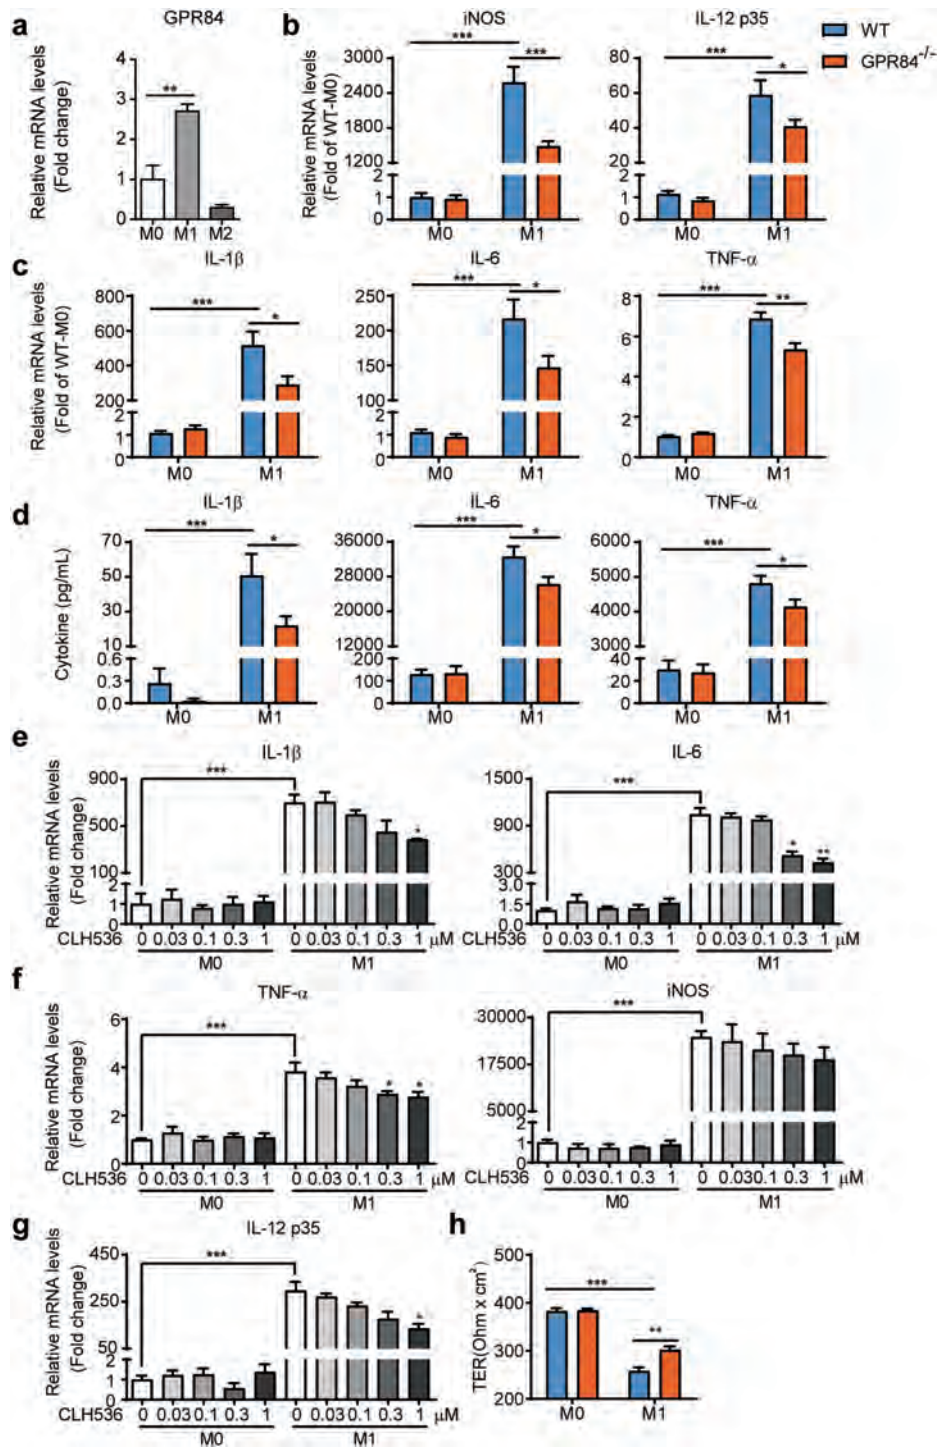 a
GPR84
Relative mRNA levels
(Fold change)
4
3
2
1
0
**
M0 M1 M2
b
iNOS
Relative mRNA levels
(Fold of WT-M0)
3000
2400
1800
1200
2
1
0
***
***
M0 M1
IL-12 p35
80
60
40
20
2
1
0
***
*
M0 M1
WT
GPR84-/-
c
IL-1β
Relative mRNA levels
(Fold of WT-M0)
800
600
400
200
2
1
0
***
*
M0 M1
IL-6
250
200
150
100
2
1
0
***
*
M0 M1
TNF-α
8
6
4
2
0
***
**
M0 M1
d
IL-1β
Cytokine (pg/mL)
70
50
30
10
0.6
0.3
0.0
***
*
M0 M1
IL-6
36000
28000
20000
12000
200
100
0
***
*
M0 M1
TNF-α
6000
5000
4000
3000
40
20
0
***
*
M0 M1
e
IL-1β
Relative mRNA levels
(Fold change)
900
500
100
2
1
0
***
*
CLH536 0 0.03 0.1 0.3 1 0 0.03 0.1 0.3 1 μM
M0 M1
IL-6
1500
900
300
3.0
1.5
0
***
*
**
0 0.03 0.1 0.3 1 0 0.03 0.1 0.3 1 μM
CLH536
M0 M1
f
TNF-α
Relative mRNA levels
(Fold change)
6
4
2
0
***
*
*
CLH536 0 0.03 0.1 0.3 1 0 0.03 0.1 0.3 1 μM
M0 M1
iNOS
30000
17500
5000
2
1
0
***
CLH536 0 0.03 0.1 0.3 1 0 0.03 0.1 0.3 1 μM
M0 M1
g
IL-12 p35
Relative mRNA levels
(Fold change)
450
250
50
2
1
0
***
*
CLH536 0 0.03 0.1 0.3 1 0 0.03 0.1 0.3 1 μM
M0 M1
h
TER(Ohm x cm²)
500
400
300
200
***
**
M0 M1